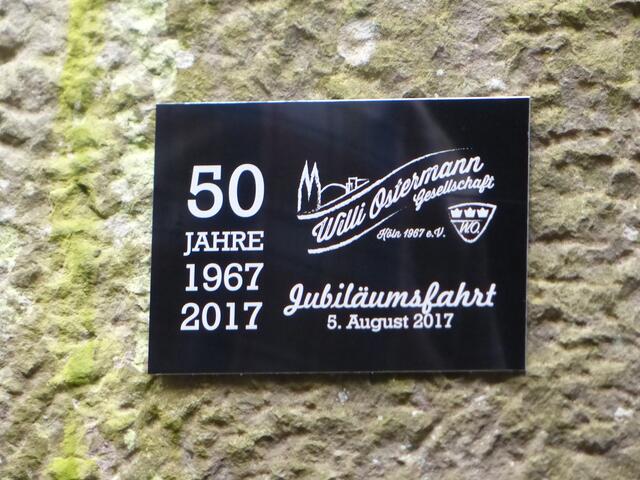 50
JAHRE
1967
2017
Willi Ostermann
Gesellschaft
Köln 1967 e.V.
W.O.
Jubiläumsfahrt
5. August 2017